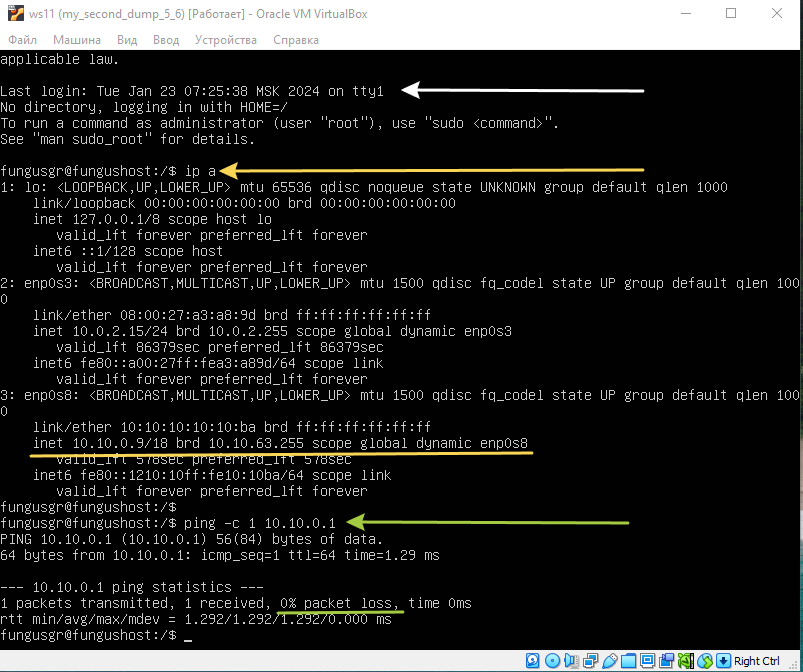 ws11 (my_second_dump_5_6) [Работает] - Oracle VM VirtualBox
Файл Машина Вид Ввод Устройства Справка
applicable law.
Last login: Tue Jan 23 07:25:38 MSK 2024 on tty1
No directory, logging in with HOME=/
To run a command as administrator (user "root"), use "sudo <command>".
See "man sudo_root" for details.
fungusgr@fungushost:/$ ip a
1: lo: <LOOPBACK,UP,LOWER_UP> mtu 65536 qdisc noqueue state UNKNOWN group default qlen 1000
link/loopback 00:00:00:00:00:00 brd 00:00:00:00:00:00
inet 127.0.0.1/8 scope host lo
valid_lft forever preferred_lft forever
inet6 ::1/128 scope host
valid_lft forever preferred_lft forever
2: enp0s3: <BROADCAST,MULTICAST,UP,LOWER_UP> mtu 1500 qdisc fq_codel state UP group default qlen 100
0
link/ether 08:00:27:a3:a8:9d brd ff:ff:ff:ff:ff:ff
inet 10.0.2.15/24 brd 10.0.2.255 scope global dynamic enp0s3
valid_lft 86379sec preferred_lft 86379sec
inet6 fe80::a00:27ff:fea3:a89d/64 scope link
valid_lft forever preferred_lft forever
3: enp0s8: <BROADCAST,MULTICAST,UP,LOWER_UP> mtu 1500 qdisc fq_codel state UP group default qlen 100
0
link/ether 10:10:10:10:10:ba brd ff:ff:ff:ff:ff:ff
inet 10.10.0.9/18 brd 10.10.63.255 scope global dynamic enp0s8
valid_lft 578sec preferred_lft 578sec
inet6 fe80::1210:10ff:fe10:10ba/64 scope link
valid_lft forever preferred_lft forever
fungusgr@fungushost:/$
fungusgr@fungushost:/$ ping -c 1 10.10.0.1
PING 10.10.0.1 (10.10.0.1) 56(84) bytes of data.
64 bytes from 10.10.0.1: icmp_seq=1 ttl=64 time=1.29 ms
--- 10.10.0.1 ping statistics ---
1 packets transmitted, 1 received, 0% packet loss, time 0ms
rtt min/avg/max/mdev = 1.292/1.292/1.292/0.000 ms
fungusgr@fungushost:/$ _
Right Ctrl